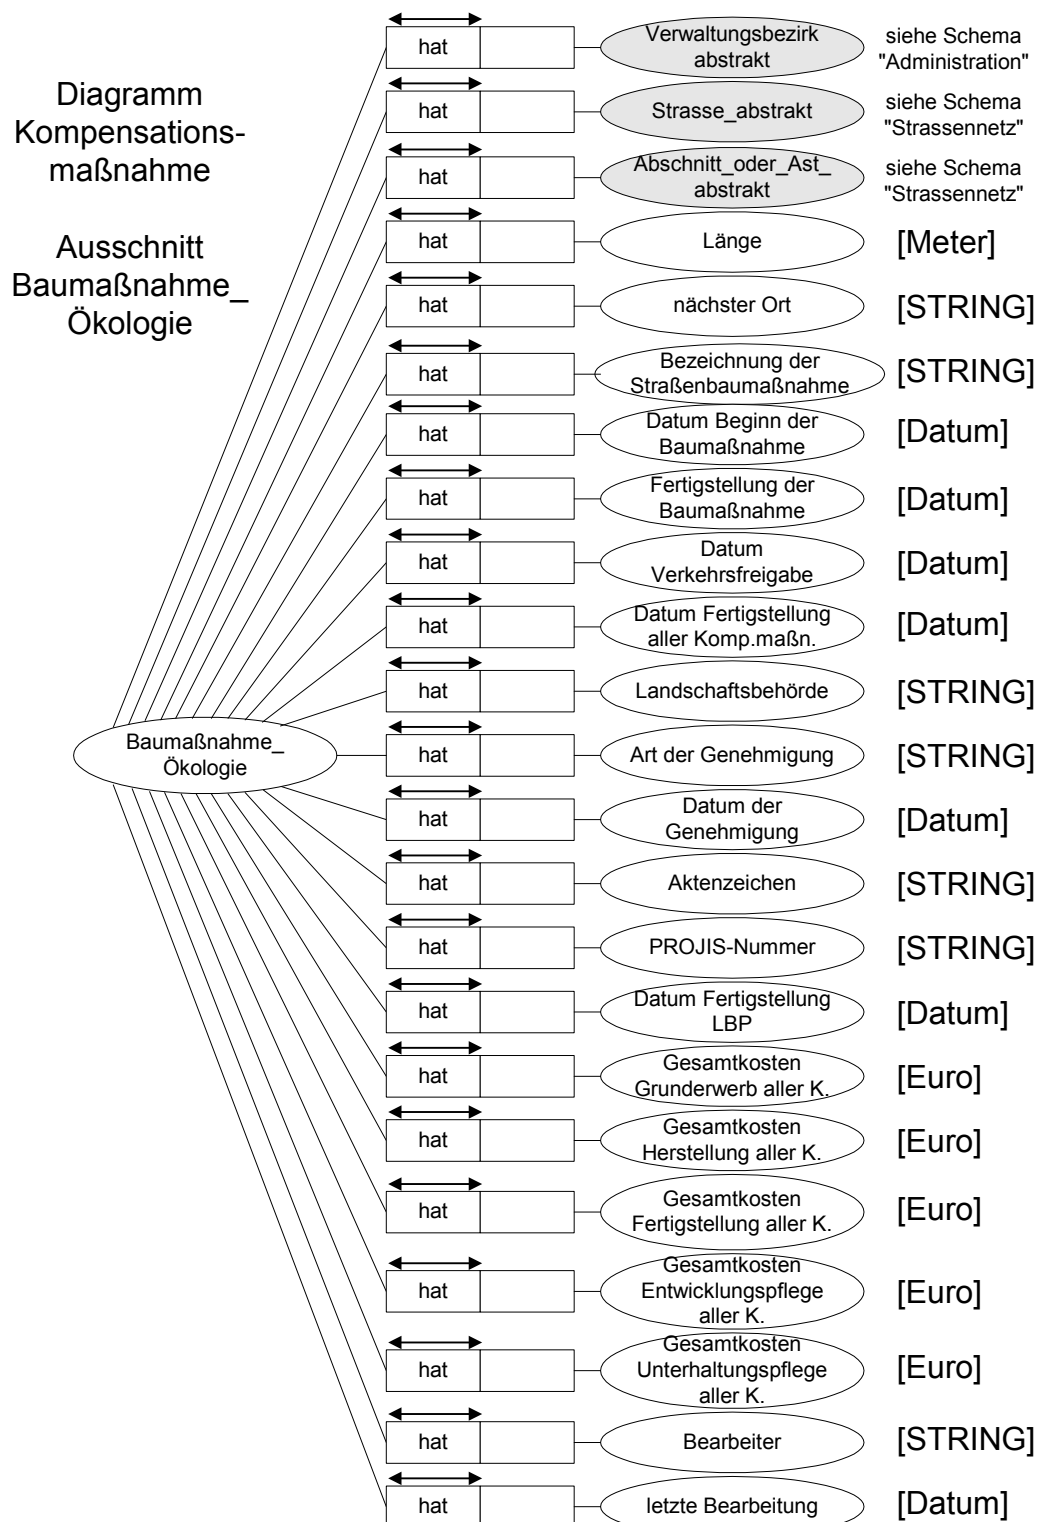 Diagramm
Kompensations-
maßnahme
Ausschnitt
Baumaßnahme_
Ökologie
Baumaßnahme_
Ökologie
hat
Verwaltungsbezirk
abstrakt
siehe Schema
"Administration"
hat
Strasse_abstrakt
siehe Schema
"Strassennetz"
hat
Abschnitt_oder_Ast_
abstrakt
siehe Schema
"Strassennetz"
hat
Länge
[Meter]
hat
nächster Ort
[STRING]
hat
Bezeichnung der
Straßenbaumaßnahme
[STRING]
hat
Datum Beginn der
Baumaßnahme
[Datum]
hat
Fertigstellung der
Baumaßnahme
[Datum]
hat
Datum
Verkehrsfreigabe
[Datum]
hat
Datum Fertigstellung
aller Komp.maßn.
[Datum]
hat
Landschaftsbehörde
[STRING]
hat
Art der Genehmigung
[STRING]
hat
Datum der
Genehmigung
[Datum]
hat
Aktenzeichen
[STRING]
hat
PROJIS-Nummer
[STRING]
hat
Datum Fertigstellung
LBP
[Datum]
hat
Gesamtkosten
Grunderwerb aller K.
[Euro]
hat
Gesamtkosten
Herstellung aller K.
[Euro]
hat
Gesamtkosten
Fertigstellung aller K.
[Euro]
hat
Gesamtkosten
Entwicklungspflege
aller K.
[Euro]
hat
Gesamtkosten
Unterhaltungspflege
aller K.
[Euro]
hat
Bearbeiter
[STRING]
hat
letzte Bearbeitung
[Datum]